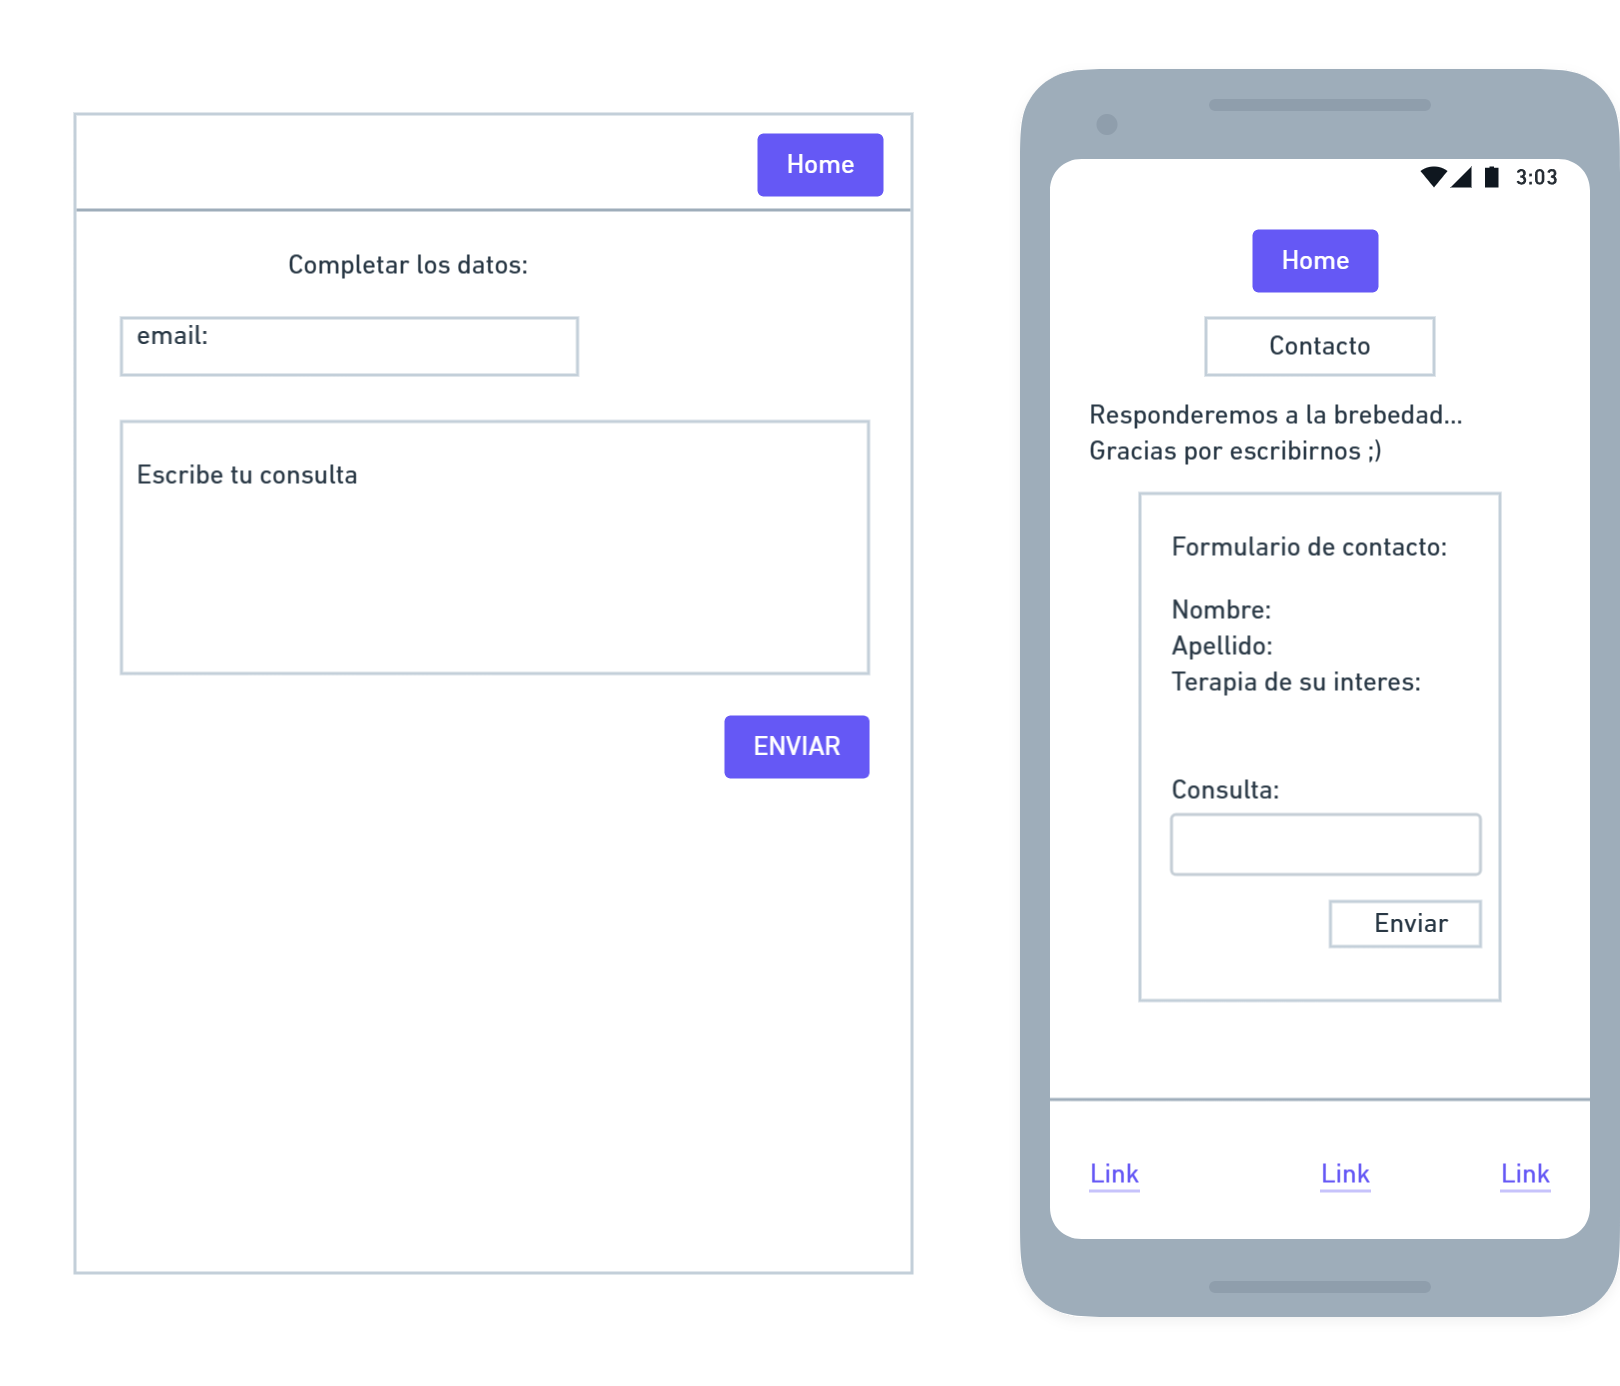 Home
Completar los datos:
email:
Escribe tu consulta
ENVIAR
3:03
Home
Contacto
Responderemos a la brebedad...
Gracias por escribirnos ;)
Formulario de contacto:
Nombre:
Apellido:
Terapia de su interes:
Consulta:
Enviar
Link Link Link